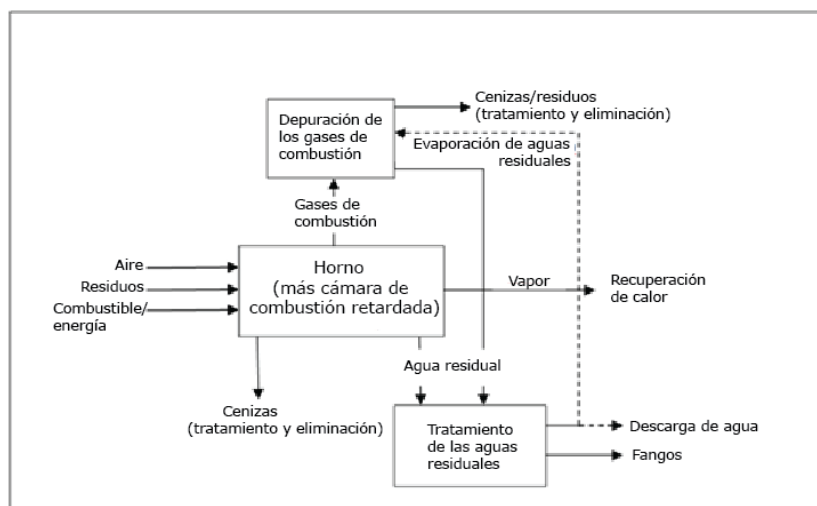 Cenizas/residuos
(tratamiento y eliminación)
Depuración de
los gases de
combustión
Evaporación de aguas
residuales
Gases de
combustión
Aire
Residuos
Combustible/
energía
Horno
(más cámara de
combustión retardada)
Vapor
Recuperación
de calor
Agua residual
Cenizas
(tratamiento y eliminación)
Tratamiento
de las aguas
residuales
Descarga de agua
Fangos